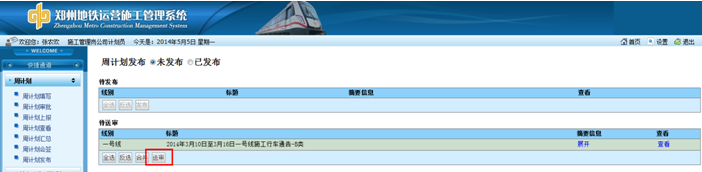 郑州地铁运营施工管理系统
Zhengzhou Metro Construction Management System
欢迎您：张农农 施工管理岗公司计划员 今天是：2014年5月5日 星期一 首页 设置 退出
- WELCOME -
快捷通道
周计划
周计划填写
周计划审批
周计划上报
周计划查看
周计划汇总
周计划会签
周计划发布
周计划发布 未发布 已发布
待发布
线别 标题 摘要信息 查看
全选 反选 发布
待送审
线别 标题 摘要信息 查看
一号线 2014年3月10日至3月16日一号线施工行车通告-B类 展开 查看
全选 反选 合并 送审